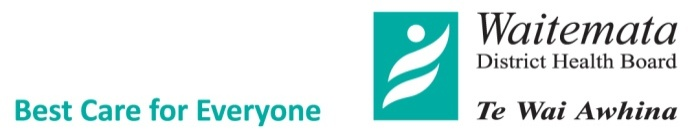 Best Care for Everyone
Waitemata
District Health Board
Te Wai Awhina